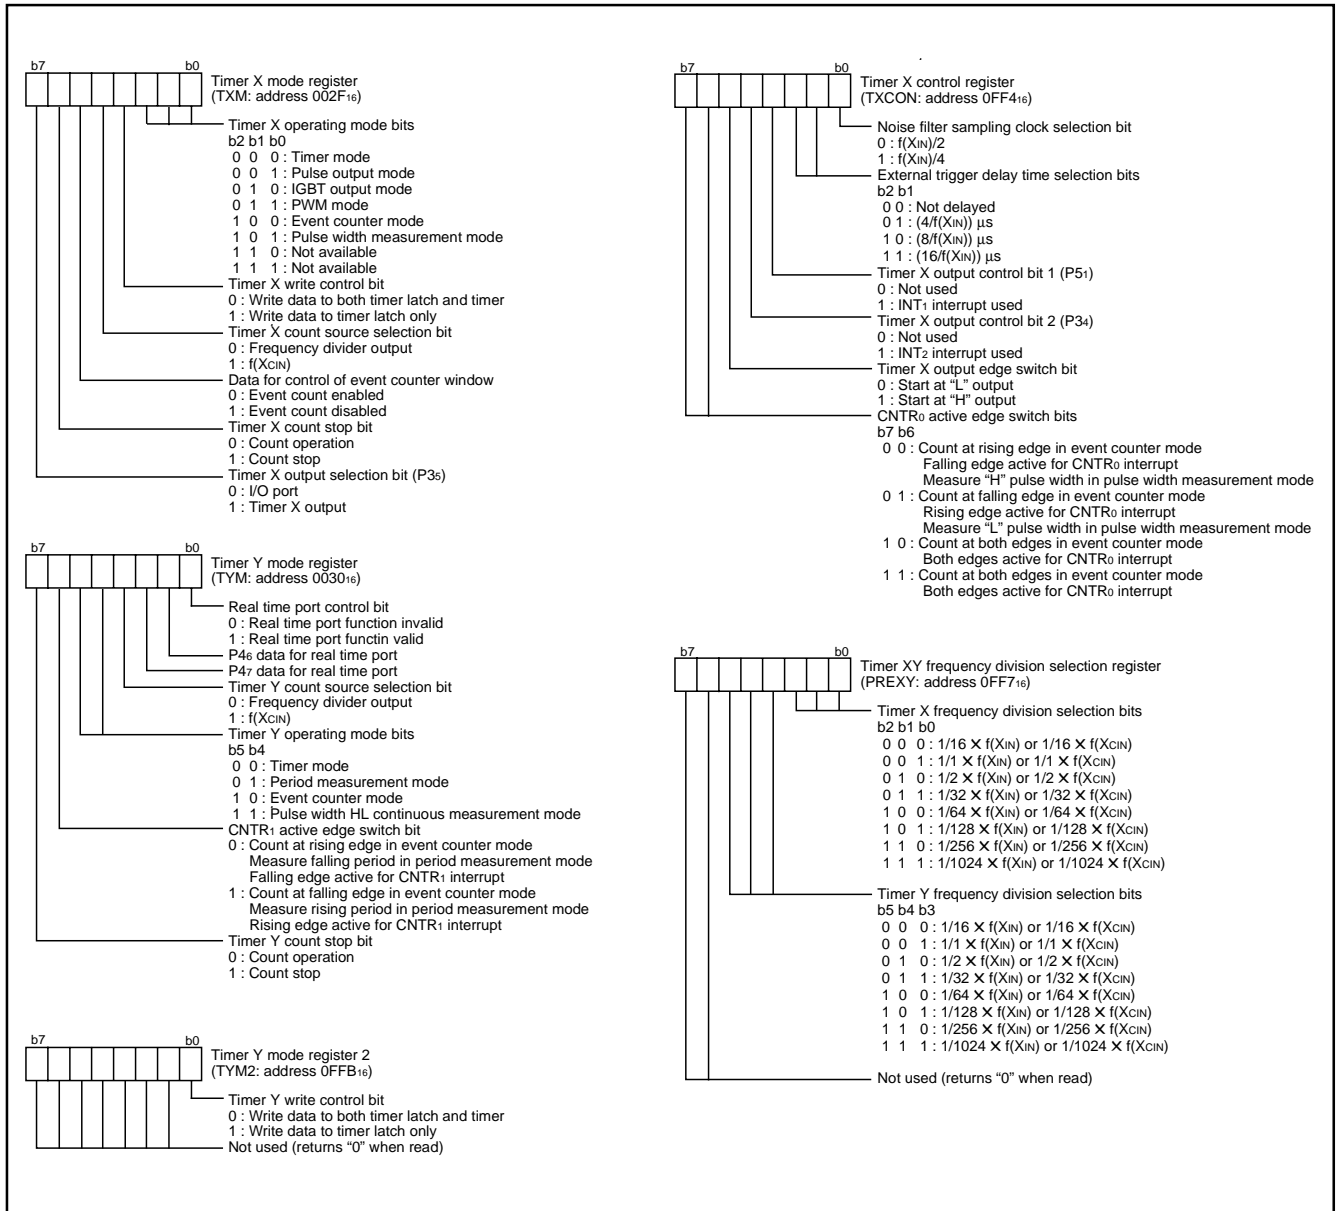 b7 b0
Timer X mode register
(TXM: address 002F16)
Timer X operating mode bits
b2 b1 b0
0 0 0 : Timer mode
0 0 1 : Pulse output mode
0 1 0 : IGBT output mode
0 1 1 : PWM mode
1 0 0 : Event counter mode
1 0 1 : Pulse width measurement mode
1 1 0 : Not available
1 1 1 : Not available
Timer X write control bit
0 : Write data to both timer latch and timer
1 : Write data to timer latch only
Timer X count source selection bit
0 : Frequency divider output
1 : f(XCIN)
Data for control of event counter window
0 : Event count enabled
1 : Event count disabled
Timer X count stop bit
0 : Count operation
1 : Count stop
Timer X output selection bit (P35)
0 : I/O port
1 : Timer X output
b7 b0
Timer Y mode register
(TYM: address 003016)
Real time port control bit
0 : Real time port function invalid
1 : Real time port functin valid
P46 data for real time port
P47 data for real time port
Timer Y count source selection bit
0 : Frequency divider output
1 : f(XCIN)
Timer Y operating mode bits
b5 b4
0 0 : Timer mode
0 1 : Period measurement mode
1 0 : Event counter mode
1 1 : Pulse width HL continuous measurement mode
CNTR1 active edge switch bit
0 : Count at rising edge in event counter mode
Measure falling period in period measurement mode
Falling edge active for CNTR1 interrupt
1 : Count at falling edge in event counter mode
Measure rising period in period measurement mode
Rising edge active for CNTR1 interrupt
Timer Y count stop bit
0 : Count operation
1 : Count stop
b7 b0
Timer Y mode register 2
(TYM2: address 0FFB16)
Timer Y write control bit
0 : Write data to both timer latch and timer
1 : Write data to timer latch only
Not used (returns “0” when read)
b7 b0
Timer X control register
(TXCON: address 0FF416)
Noise filter sampling clock selection bit
0 : f(XIN)/2
1 : f(XIN)/4
External trigger delay time selection bits
b2 b1
0 0 : Not delayed
0 1 : (4/f(XIN)) µs
1 0 : (8/f(XIN)) µs
1 1 : (16/f(XIN)) µs
Timer X output control bit 1 (P51)
0 : Not used
1 : INT1 interrupt used
Timer X output control bit 2 (P34)
0 : Not used
1 : INT2 interrupt used
Timer X output edge switch bit
0 : Start at “L” output
1 : Start at “H” output
CNTR0 active edge switch bits
b7 b6
0 0 : Count at rising edge in event counter mode
Falling edge active for CNTR0 interrupt
Measure “H” pulse width in pulse width measurement mode
0 1 : Count at falling edge in event counter mode
Rising edge active for CNTR0 interrupt
Measure “L” pulse width in pulse width measurement mode
1 0 : Count at both edges in event counter mode
Both edges active for CNTR0 interrupt
1 1 : Count at both edges in event counter mode
Both edges active for CNTR0 interrupt
b7 b0
Timer XY frequency division selection register
(PREXY: address 0FF716)
Timer X frequency division selection bits
b2 b1 b0
0 0 0 : 1/16 × f(XIN) or 1/16 × f(XCIN)
0 0 1 : 1/1 × f(XIN) or 1/1 × f(XCIN)
0 1 0 : 1/2 × f(XIN) or 1/2 × f(XCIN)
0 1 1 : 1/32 × f(XIN) or 1/32 × f(XCIN)
1 0 0 : 1/64 × f(XIN) or 1/64 × f(XCIN)
1 0 1 : 1/128 × f(XIN) or 1/128 × f(XCIN)
1 1 0 : 1/256 × f(XIN) or 1/256 × f(XCIN)
1 1 1 : 1/1024 × f(XIN) or 1/1024 × f(XCIN)
Timer Y frequency division selection bits
b5 b4 b3
0 0 0 : 1/16 × f(XIN) or 1/16 × f(XCIN)
0 0 1 : 1/1 × f(XIN) or 1/1 × f(XCIN)
0 1 0 : 1/2 × f(XIN) or 1/2 × f(XCIN)
0 1 1 : 1/32 × f(XIN) or 1/32 × f(XCIN)
1 0 0 : 1/64 × f(XIN) or 1/64 × f(XCIN)
1 0 1 : 1/128 × f(XIN) or 1/128 × f(XCIN)
1 1 0 : 1/256 × f(XIN) or 1/256 × f(XCIN)
1 1 1 : 1/1024 × f(XIN) or 1/1024 × f(XCIN)
Not used (returns “0” when read)